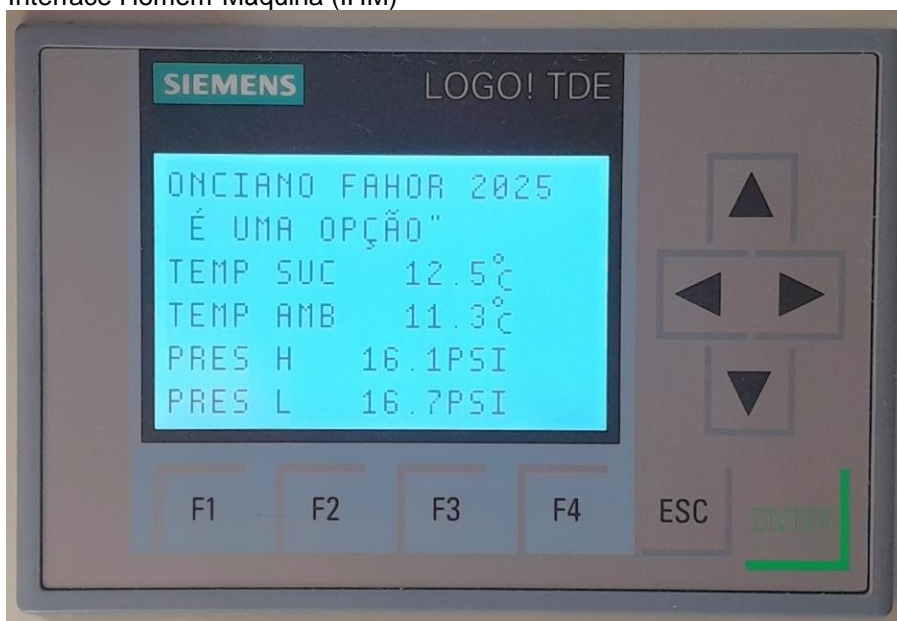 Interface Homem-Máquina (IHM)
SIEMENS LOGO! TDE
ONCIANO FAHOR 2025
É UMA OPÇÃO"
TEMP SUC 12.5°C
TEMP AMB 11.3°C
PRES H 16.1PSI
PRES L 16.7PSI
F1 F2 F3 F4 ESC ENTER